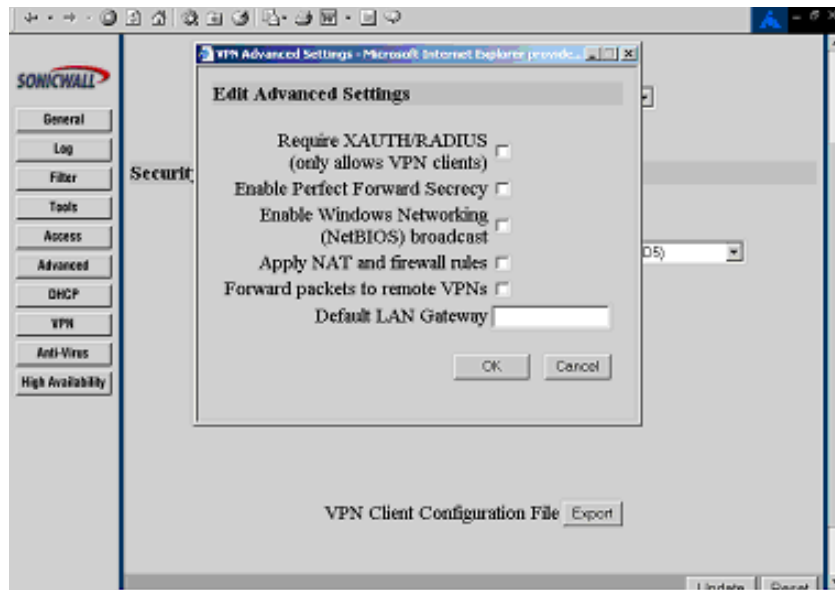 VPN Advanced Settings - Microsoft Internet Explorer provide...
SONICWALL
Edit Advanced Settings
General
Log
Filter
Tools
Access
Advanced
DHCP
VPN
Anti-Virus
High Availability
Securit
Require XAUTH/RADIUS
(only allows VPN clients)
Enable Perfect Forward Secrecy
Enable Windows Networking
(NetBIOS) broadcast
Apply NAT and firewall rules
Forward packets to remote VPNs
Default LAN Gateway
D5)
OK Cancel
VPN Client Configuration File Export
Update Reset